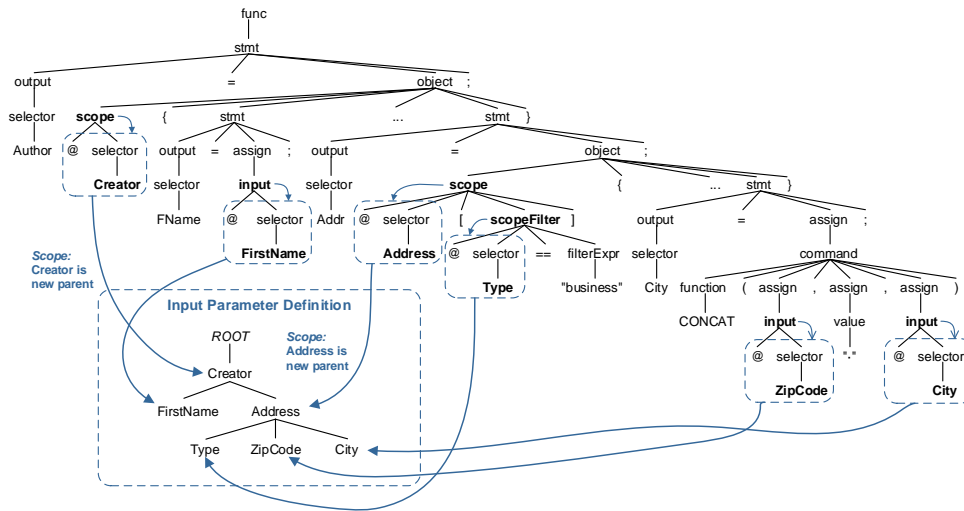 func
stmt
output = object ;
selector scope { stmt ... stmt }
Author @ selector output = assign ; output = object ;
Creator selector input selector scope { ... stmt }
FName @ selector Addr @ selector [ scopeFilter ] output = assign ;
FirstName Address @ selector == filterExpr selector command
Scope:
Creator is
new parent
Type "business" City function ( assign , assign , assign )
Input Parameter Definition
CONCAT input value input
ROOT
Scope:
Address is
new parent
@ selector "." @ selector
Creator
ZipCode City
FirstName Address
Type ZipCode City